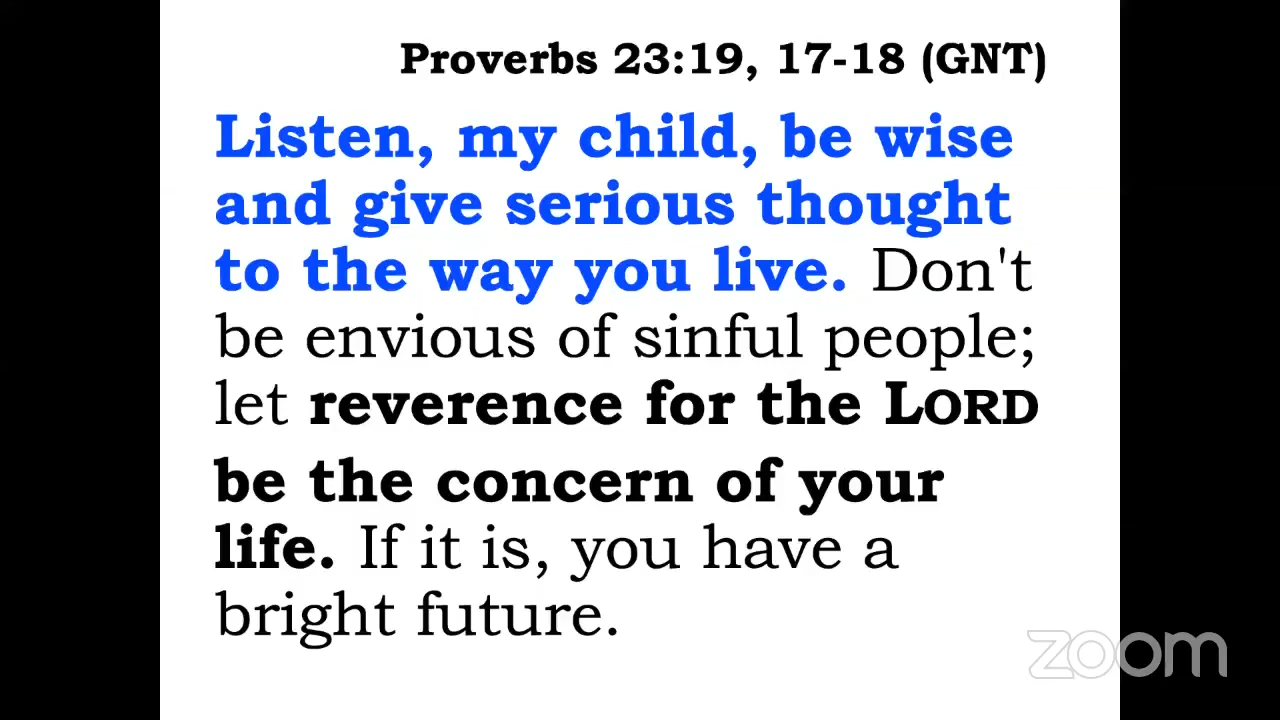 Proverbs 23:19, 17-18 (GNT)
Listen, my child, be wise
and give serious thought
to the way you live. Don't
be envious of sinful people;
let reverence for the LORD
be the concern of your
life. If it is, you have a
bright future.
zoom